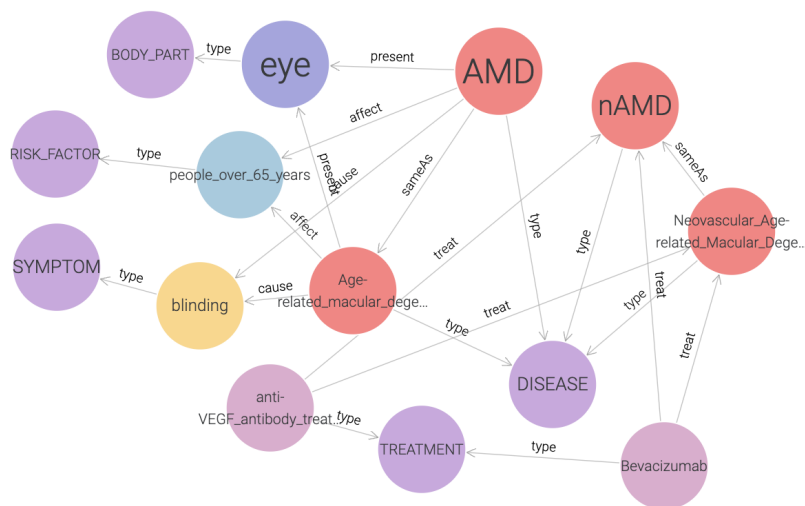 BODY_PART
type
eye
present
AMD
nAMD
affect
RISK_FACTOR
type
people_over_65_years
present
cause
sameAs
sameAs
affect
type
type
treat
Neovascular_Age-
related_Macular_Dege...
SYMPTOM
type
blinding
cause
Age-
related_macular_dege...
treat
treat
type
type
treat
DISEASE
anti-
VEGF_antibody_treat...
type
TREATMENT
type
Bevacizumab